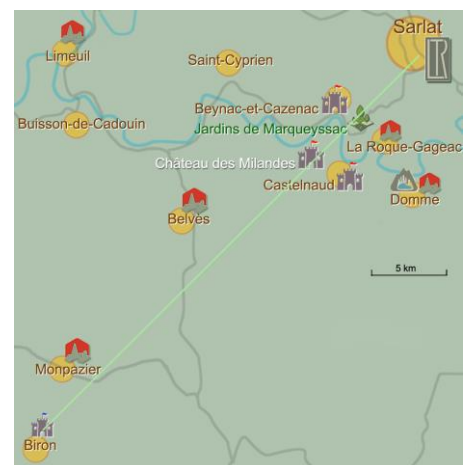 Sarlat
Limeuil
Saint-Cyprien
Beynac-et-Cazenac
Buisson-de-Cadouin
Jardins de Marqueyssac
La Roque-Gageac
Château des Milandes
Castelnaud
Domme
Belvès
5 km
Monpazier
Biron